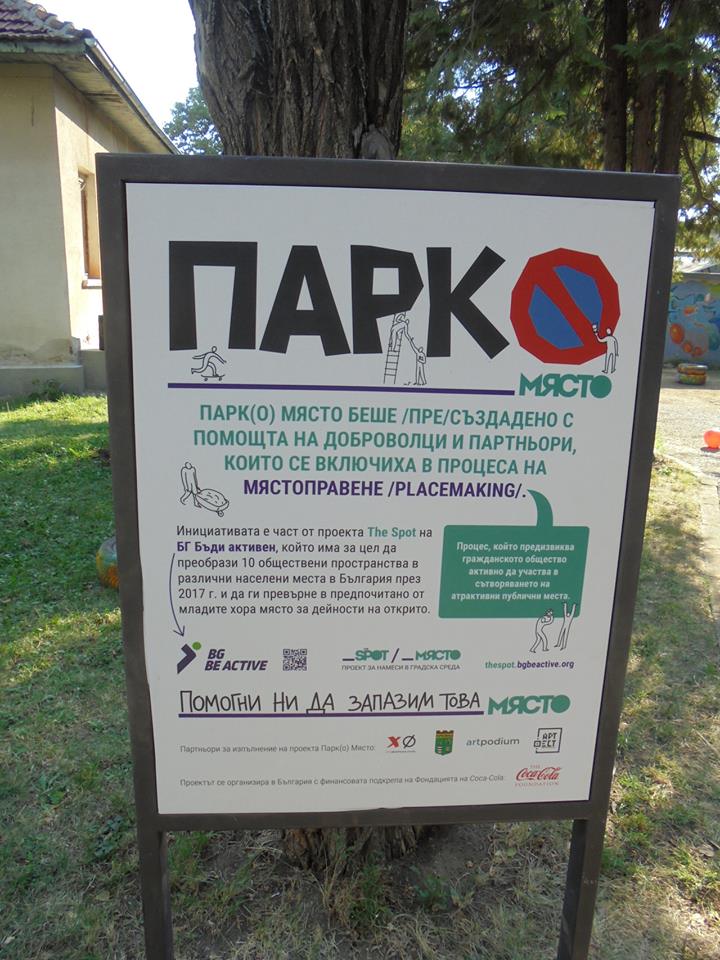 ПАРКО
МЯСТО
ПАРК(О) МЯСТО БЕШЕ /ПРЕ/СЪЗДАДЕНО С
ПОМОЩТА НА ДОБРОВОЛЦИ И ПАРТНЬОРИ,
КОИТО СЕ ВКЛЮЧИХА В ПРОЦЕСА НА
МЯСТОПРАВЕНЕ /PLACEMAKING/.
Инициативата е част от проекта The Spot на
БГ Бъди активен, който има за цел да
преобрази 10 обществени пространства в
различни населени места в България през
2017 г. и да ги превърне в предпочитано от
младите хора място за дейности на открито.
Процес, който предизвиква
гражданското общество
активно да участва в
сътворяването на
атрактивни публични места.
BG
BE ACTIVE
_SPOT / _МЯСТО
ПРОЕКТ ЗА НАМЕСИ В ГРАДСКА СРЕДА
thespot.bgbeactive.org
ПОМОГНИ НИ ДА ЗАПАЗИМ ТОВА МЯСТО
Партньори за изпълнение на проекта Парк(о) Място:
artpodium
АРТ
ФЕСТ
Проектът се организира в България с финансовата подкрепа на Фондацията на Coca-Cola:
THE
Coca-Cola
FOUNDATION